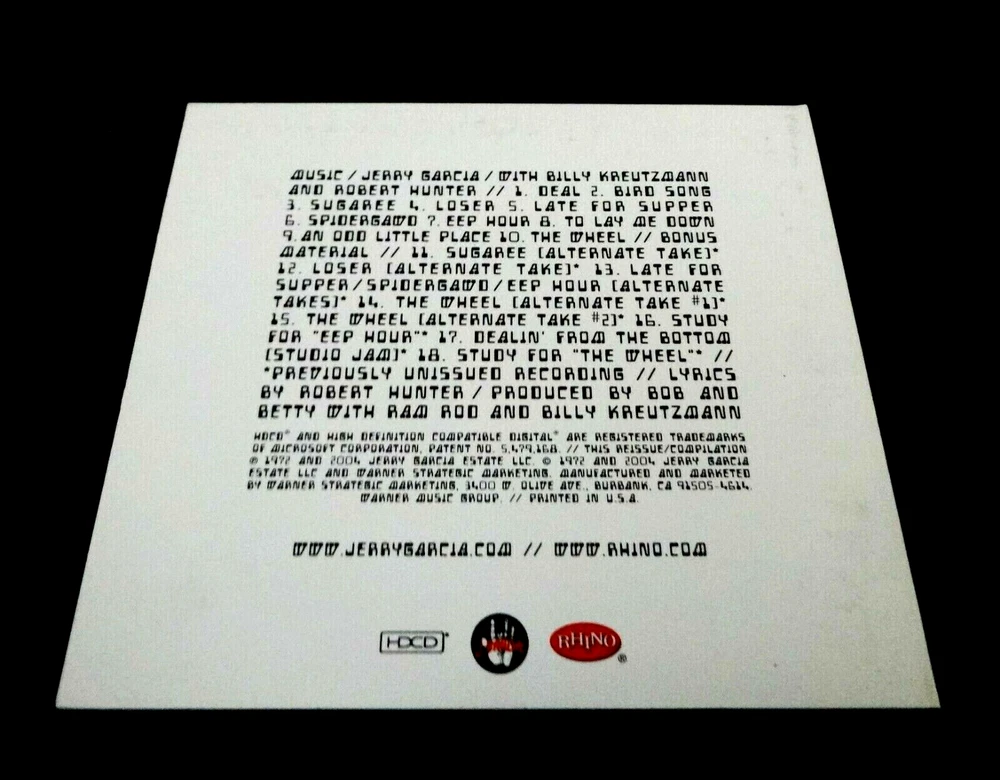 MUSIC / JERRY GARCIA / WITH BILLY KREUTZMANN
AND ROBERT HUNTER // 1. DEAL 2. BIRD SONG
3. SUGAREE 4. LOSER 5. LATE FOR SUPPER
6. SPIDERGAWD 7. EEP HOUR 8. TO LAY ME DOWN
9. AN ODD LITTLE PLACE 10. THE WHEEL // BONUS
MATERIAL // 11. SUGAREE [ALTERNATE TAKE]*
12. LOSER [ALTERNATE TAKE]* 13. LATE FOR
SUPPER/SPIDERGAWD/EEP HOUR [ALTERNATE
TAKES]* 14. THE WHEEL [ALTERNATE TAKE #1]*
15. THE WHEEL [ALTERNATE TAKE #2]* 16. STUDY
FOR "EEP HOUR"* 17. DEALIN' FROM THE BOTTOM
[STUDIO JAM]* 18. STUDY FOR "THE WHEEL"* //
*PREVIOUSLY UNISSUED RECORDING // LYRICS
BY ROBERT HUNTER / PRODUCED BY BOB AND
BETTY WITH RAM ROD AND BILLY KREUTZMANN
HDCD® AND HIGH DEFINITION COMPATIBLE DIGITAL® ARE REGISTERED TRADEMARKS
OF MICROSOFT CORPORATION, PATENT NO. 5,479,168. // THIS REISSUE/COMPILATION
℗ 1972 AND 2004 JERRY GARCIA ESTATE LLC. © 1972 AND 2004 JERRY GARCIA
ESTATE LLC AND WARNER STRATEGIC MARKETING. MANUFACTURED AND MARKETED
BY WARNER STRATEGIC MARKETING, 3400 W. OLIVE AVE., BURBANK, CA 91505-4614.
WARNER MUSIC GROUP. // PRINTED IN U.S.A.
WWW.JERRYGARCIA.COM // WWW.RHINO.COM
HDCD® RHINO®